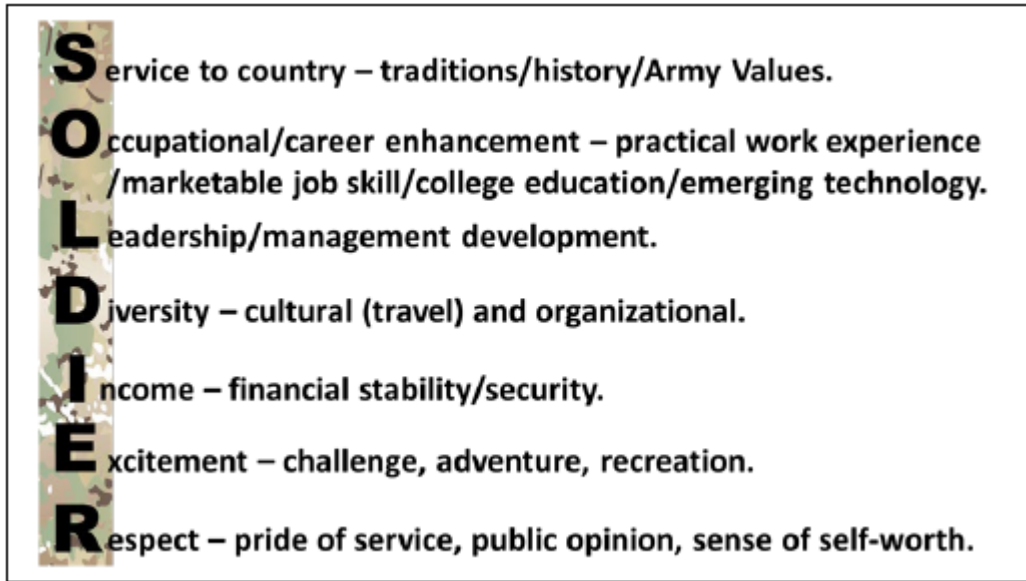 Service to country – traditions/history/Army Values.
Occupational/career enhancement – practical work experience
/marketable job skill/college education/emerging technology.
Leadership/management development.
Diversity – cultural (travel) and organizational.
Income – financial stability/security.
Excitement – challenge, adventure, recreation.
Respect – pride of service, public opinion, sense of self-worth.